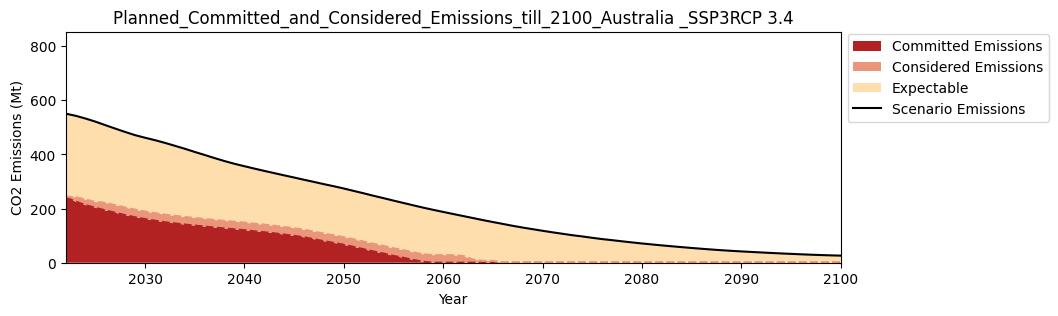 Planned_Committed_and_Considered_Emissions_till_2100_Australia _SSP3RCP 3.4
800
600
400
200
0
CO2 Emissions (Mt)
2030
2040
2050
2060
2070
2080
2090
2100
Year
Committed Emissions
Considered Emissions
Expectable
Scenario Emissions